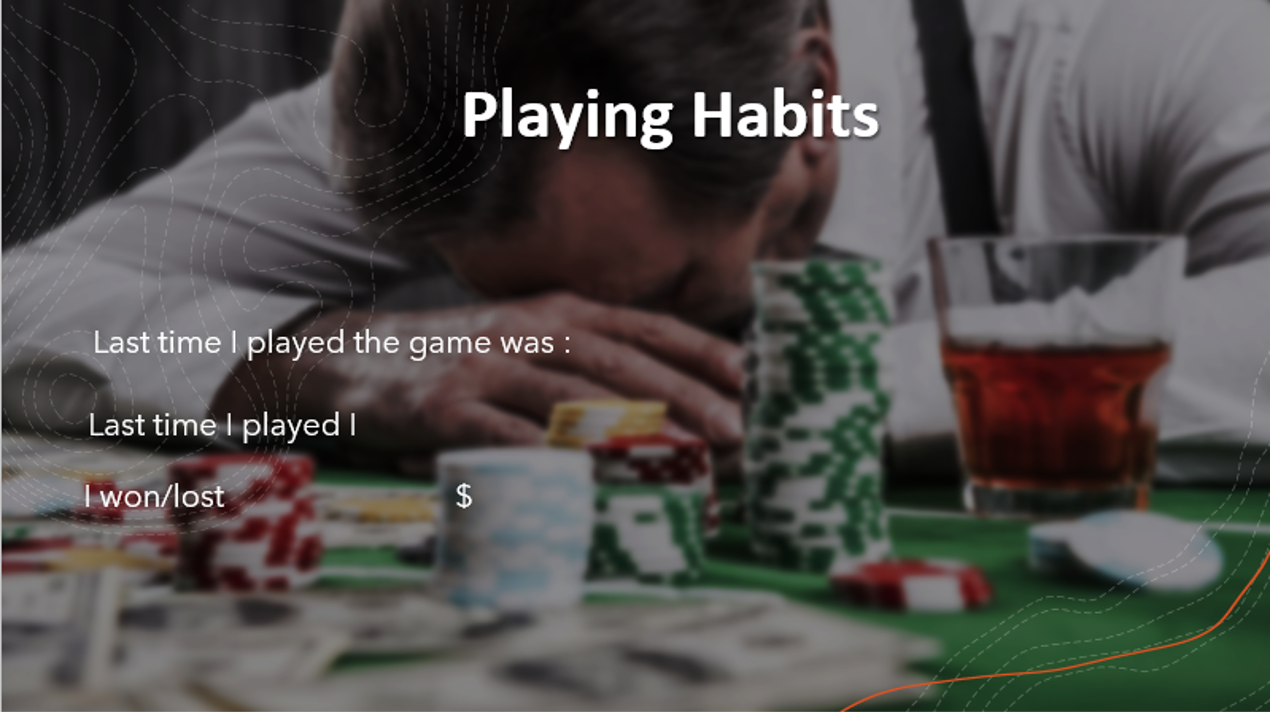 Playing Habits
Last time I played the game was :
Last time I played I
I won/lost $